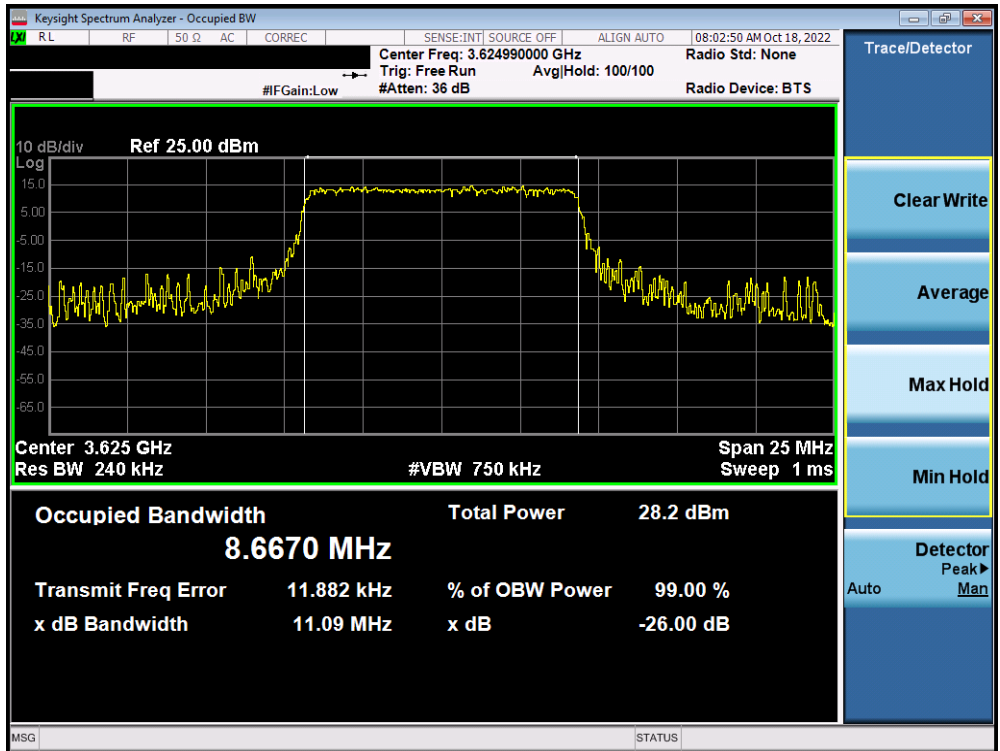 Keysight Spectrum Analyzer - Occupied BW
LXI RL RF 50 Ω AC CORREC SENSE:INT SOURCE OFF ALIGN AUTO 08:02:50 AM Oct 18, 2022
Center Freq: 3.624990000 GHz Radio Std: None
Trig: Free Run Avg|Hold: 100/100
#IFGain:Low #Atten: 36 dB Radio Device: BTS
Trace/Detector
10 dB/div Ref 25.00 dBm
Log
15.0
5.00
-5.00
-15.0
-25.0
-35.0
-45.0
-55.0
-65.0
Center 3.625 GHz Span 25 MHz
Res BW 240 kHz #VBW 750 kHz Sweep 1 ms
Occupied Bandwidth Total Power 28.2 dBm
8.6670 MHz
Transmit Freq Error 11.882 kHz % of OBW Power 99.00 %
x dB Bandwidth 11.09 MHz x dB -26.00 dB
Clear Write
Average
Max Hold
Min Hold
Detector
Peak▶
Auto Man
MSG STATUS